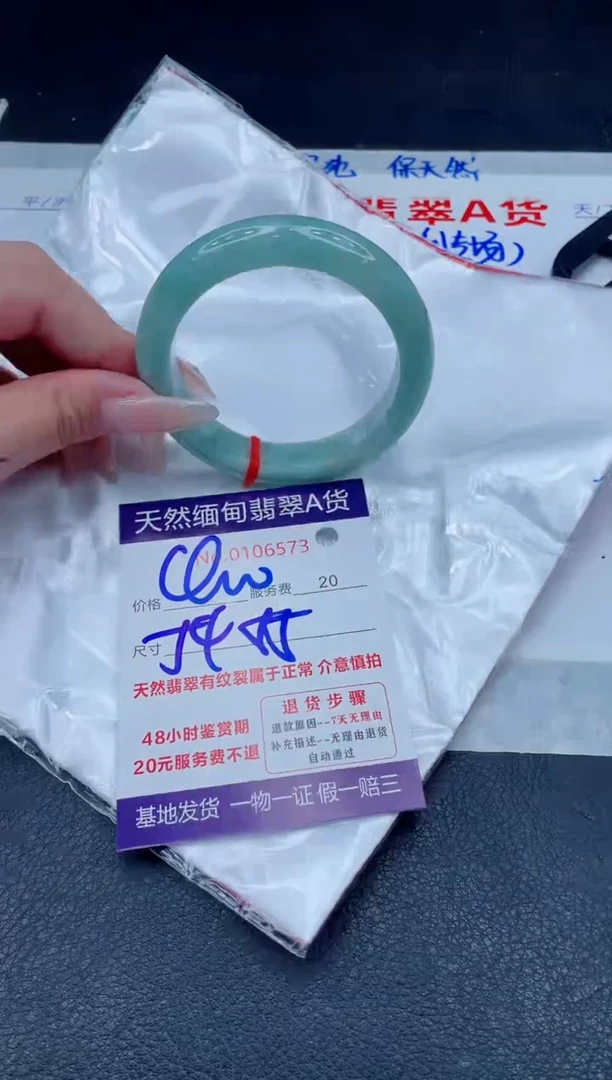 保天然
翡翠A货
(专场)
天然缅甸翡翠A货
No.0106573
价格 服务费 20
尺寸
天然翡翠有纹裂属于正常 介意慎拍
48小时鉴赏期
20元服务费不退
退货步骤
退款原因--7天无理由
补充描述--无理由退货
自动通过
基地发货 一物一证 假一赔三